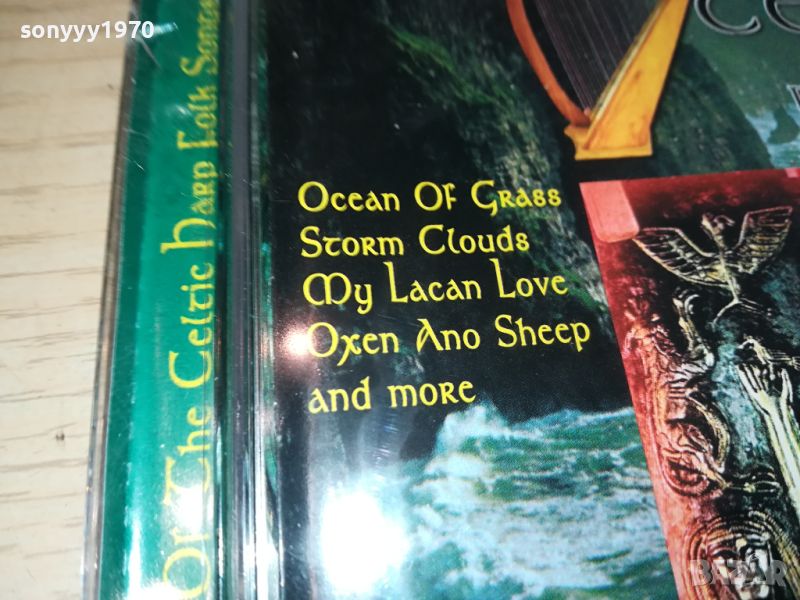 sonyyy1970
Of The Celtic Harp Folk Songs
Ocean Of Grass
Storm Clouds
My Lacan Love
Oxen Ano Sheep
and more
BAZAR